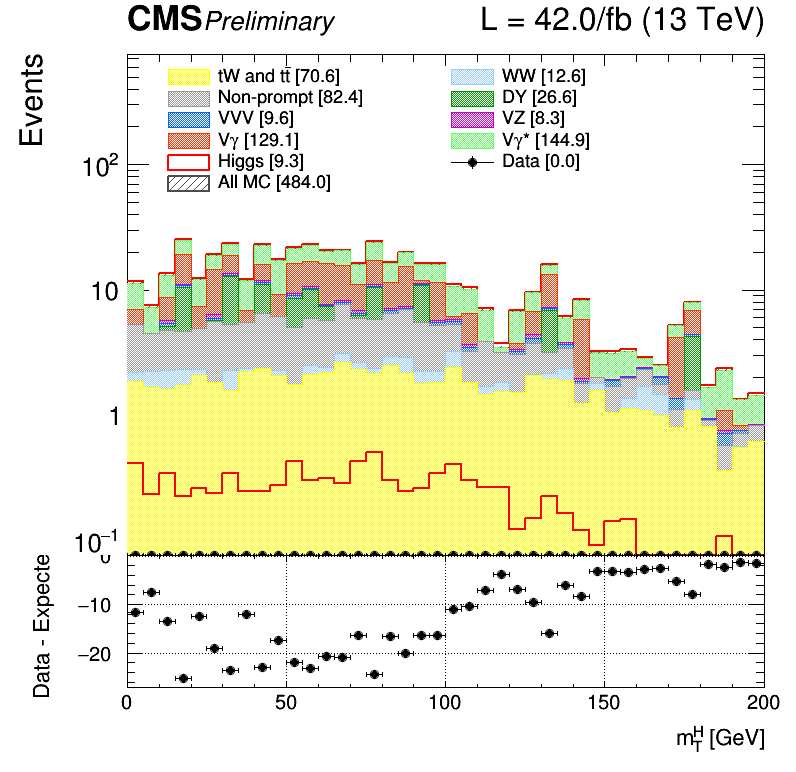 CMS Preliminary L = 42.0/fb (13 TeV)
Events
tW and tt̄ [70.6] WW [12.6]
Non-prompt [82.4] DY [26.6]
VVV [9.6] VZ [8.3]
Vγ [129.1] Vγ* [144.9]
Higgs [9.3] Data [0.0]
All MC [484.0]
10²
10
1
10⁻¹
Data - Expecte
0
−10
−20
0 50 100 150 200
m_T^H [GeV]